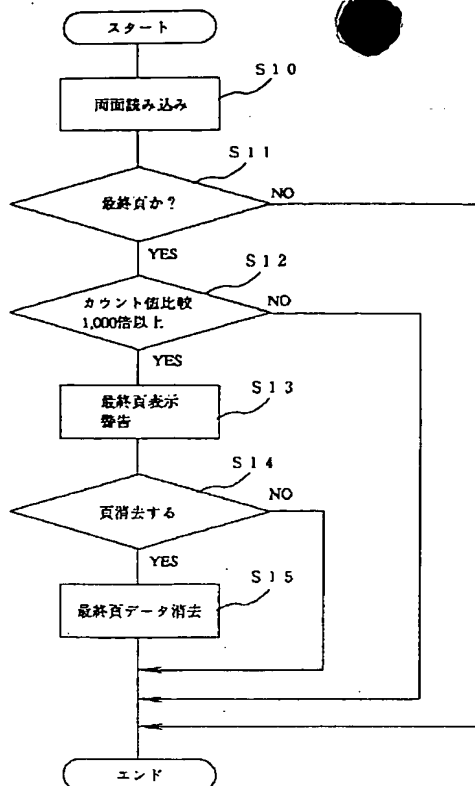 スタート
S10
両面読み込み
S11
最終頁か？
NO
YES
S12
カウント値比較
1,000倍以上
NO
YES
S13
最終頁表示
警告
S14
頁消去する
NO
YES
S15
最終頁データ消去
エンド